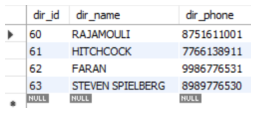 dir_id dir_name dir_phone
60 RAJAMOULI 8751611001
61 HITCHCOCK 7766138911
62 FARAN 9986776531
63 STEVEN SPIELBERG 8989776530
NULL NULL NULL